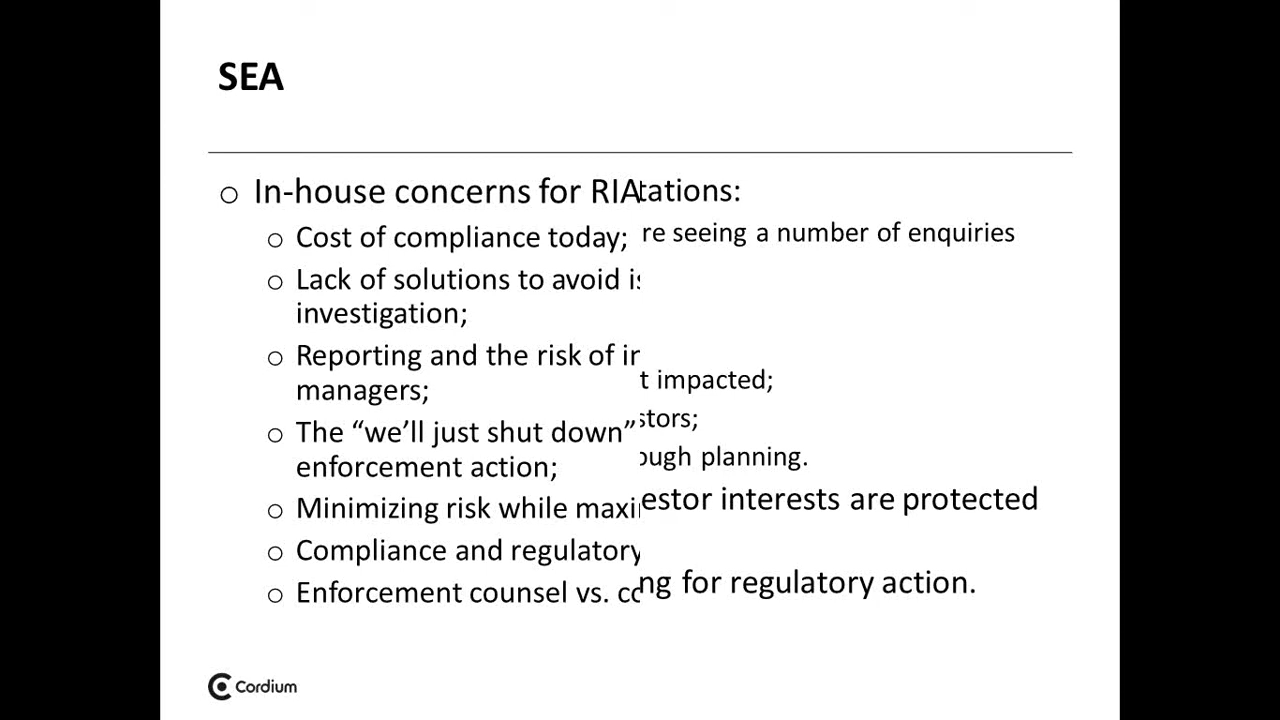 SEA
In-house concerns for RIA
tations:
Cost of compliance today;
re seeing a number of enquiries
Lack of solutions to avoid
investigation;
Reporting and the risk of
managers;
t impacted;
The “we’ll just shut down”
stors;
enforcement action;
ough planning.
Minimizing risk while maxi
estor interests are protected
Compliance and regulatory
Enforcement counsel vs. co
ng for regulatory action.
Cordium